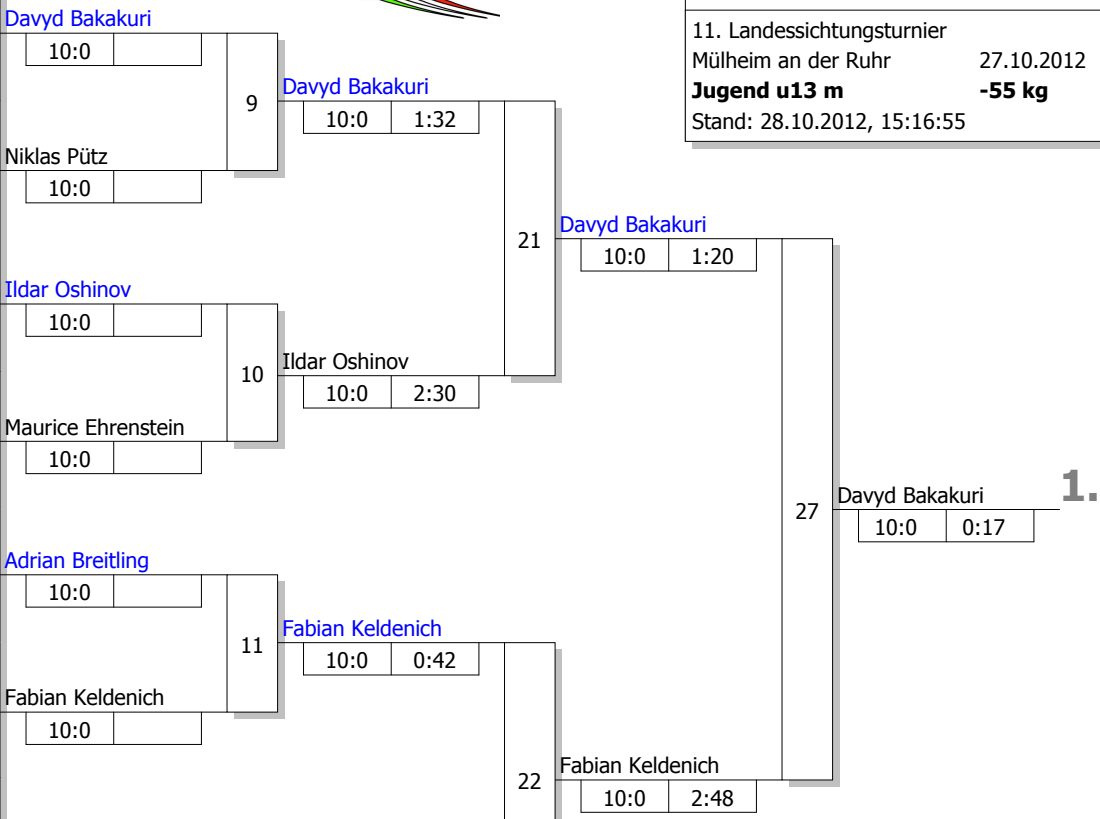 11. Landessichtungsturnier
Mülheim an der Ruhr 27.10.2012
Jugend u13 m -55 kg
Stand: 28.10.2012, 15:16:55
Davyd Bakakuri
10:0
9
Niklas Pütz
10:0
Davyd Bakakuri
10:0 1:32
21
Ildar Oshinov
10:0
10
Maurice Ehrenstein
10:0
Ildar Oshinov
10:0 2:30
Davyd Bakakuri
10:0 1:20
27
Davyd Bakakuri 1.
10:0 0:17
Adrian Breitling
10:0
11
Fabian Keldenich
10:0
Fabian Keldenich
10:0 0:42
22
Fabian Keldenich
10:0 2:48